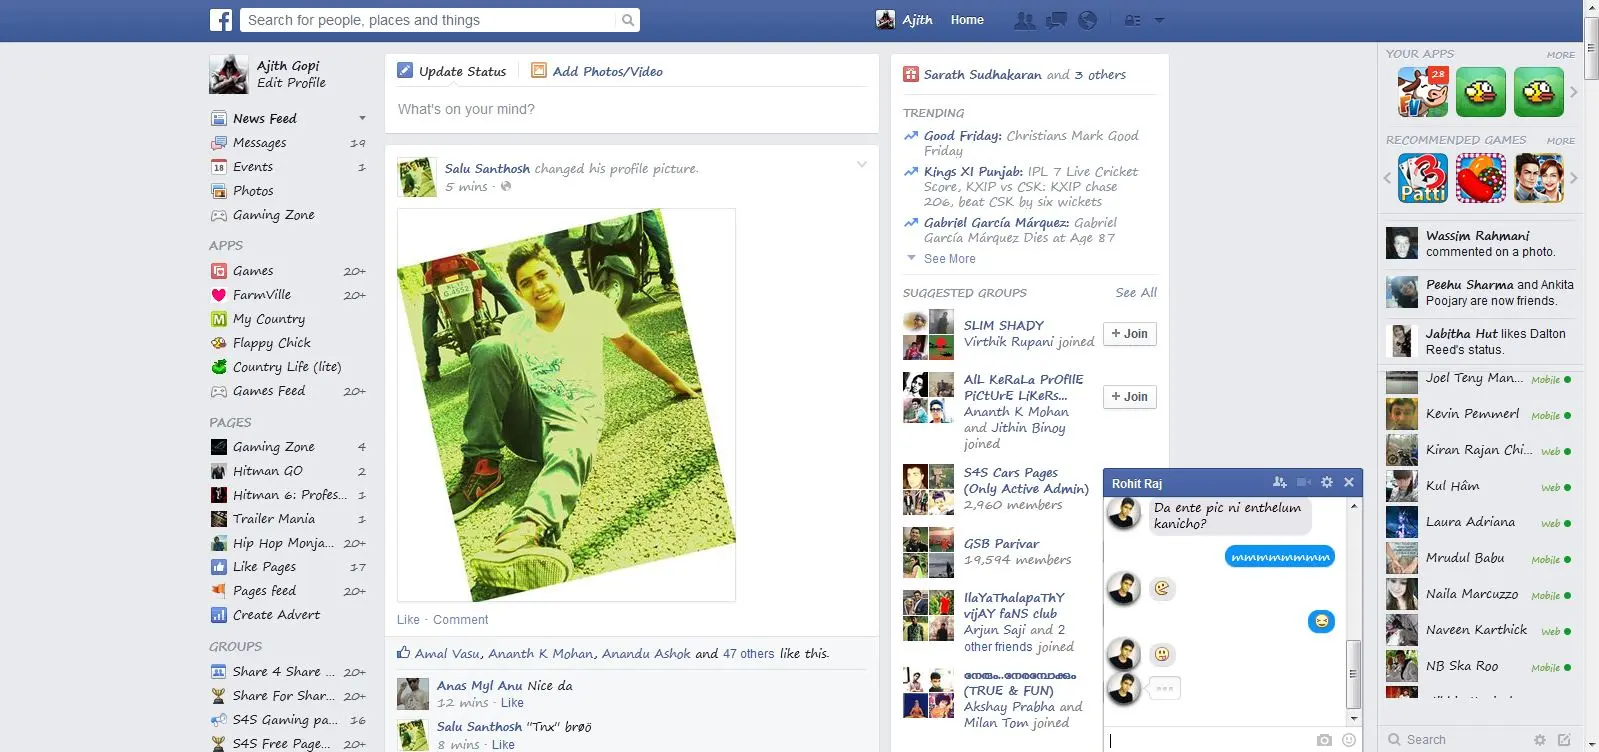 Search for people, places and things
Ajith
Home
Ajith Gopi
Edit Profile
News Feed
Messages 19
Events 1
Photos
Gaming Zone
APPS
Games 20+
FarmVille 20+
My Country
Flappy Chick
Country Life (lite)
Games Feed 20+
PAGES
Gaming Zone 4
Hitman GO 2
Hitman 6: Profes... 1
Trailer Mania 1
Hip Hop Monja... 20+
Like Pages 17
Pages feed 20+
Create Advert
GROUPS
Share 4 Share ... 20+
Share For Shar... 20+
S4S Gaming pa... 16
S4S Free Page... 20+
Update Status
Add Photos/Video
What's on your mind?
Salu Santhosh changed his profile picture.
5 mins ·
Like · Comment
Amal Vasu, Ananth K Mohan, Anandu Ashok and 47 others like this.
Anas Myl Anu Nice da
12 mins · Like
Salu Santhosh "Tnx" brøö
8 mins · Like
Sarath Sudhakaran and 3 others
TRENDING
Good Friday: Christians Mark Good
Friday
Kings XI Punjab: IPL 7 Live Cricket
Score, KXIP vs CSK: KXIP chase
206, beat CSK by six wickets
Gabriel García Márquez: Gabriel
García Márquez Dies at Age 87
See More
SUGGESTED GROUPS See All
SLIM SHADY
Virthik Rupani joined
+ Join
AlL KeRaLa PrOfIlE
PiCtUrE LiKeRs...
Ananth K Mohan
and Jithin Binoy
joined
+ Join
S4S Cars Pages
(Only Active Admin)
2,960 members
GSB Parivar
19,594 members
IlaYaThalapaThY
vijAY faNS club
Arjun Saji and 2
other friends joined
(TRUE & FUN)
Akshay Prabha and
Milan Tom joined
Rohit Raj
Da ente pic ni enthelum
kanicho?
mmmmmmm
YOUR APPS MORE
28
RECOMMENDED GAMES MORE
3
Patti
Wassim Rahmani
commented on a photo.
Peehu Sharma and Ankita
Poojary are now friends.
Jabitha Hut likes Dalton
Reed's status.
Joel Teny Man... Mobile
Kevin Pemmerl Mobile
Kiran Rajan Chi... Web
Kul Hâm Web
Laura Adriana Web
Mrudul Babu Mobile
Naila Marcuzzo Mobile
Naveen Karthick Web
NB Ska Roo Mobile
Search